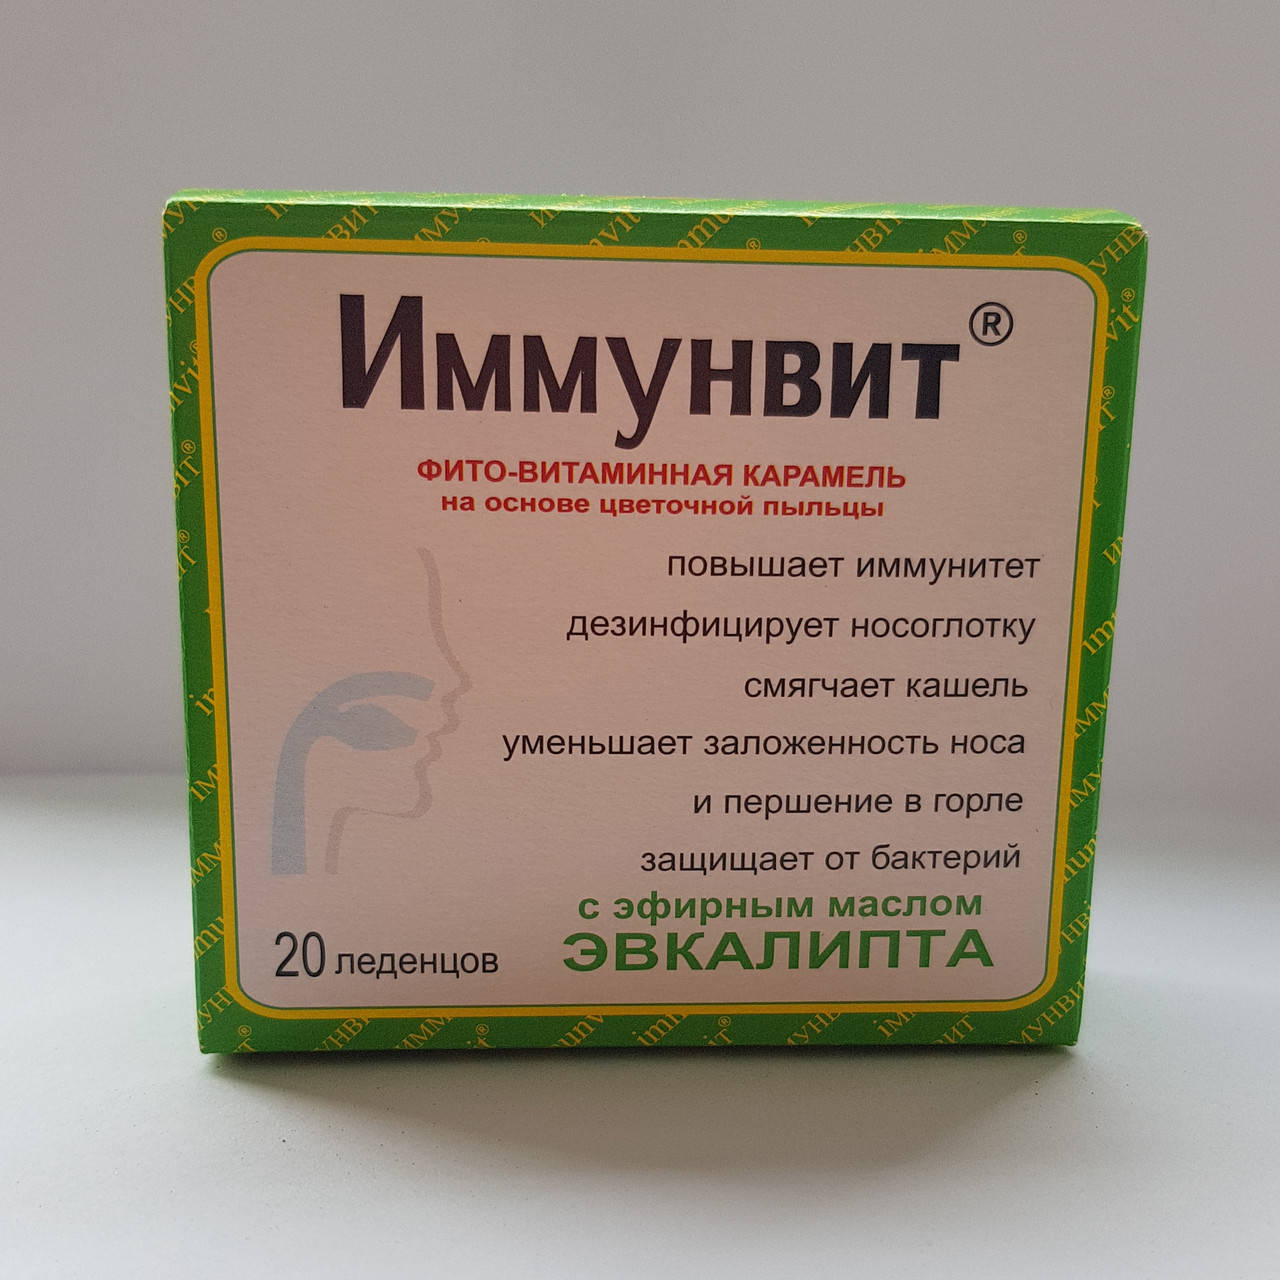 Иммунвит®
ФИТО-ВИТАМИННАЯ КАРАМЕЛЬ
на основе цветочной пыльцы
повышает иммунитет
дезинфицирует носоглотку
смягчает кашель
уменьшает заложенность носа
и першение в горле
защищает от бактерий
с эфирным маслом
ЭВКАЛИПТА
20 леденцов